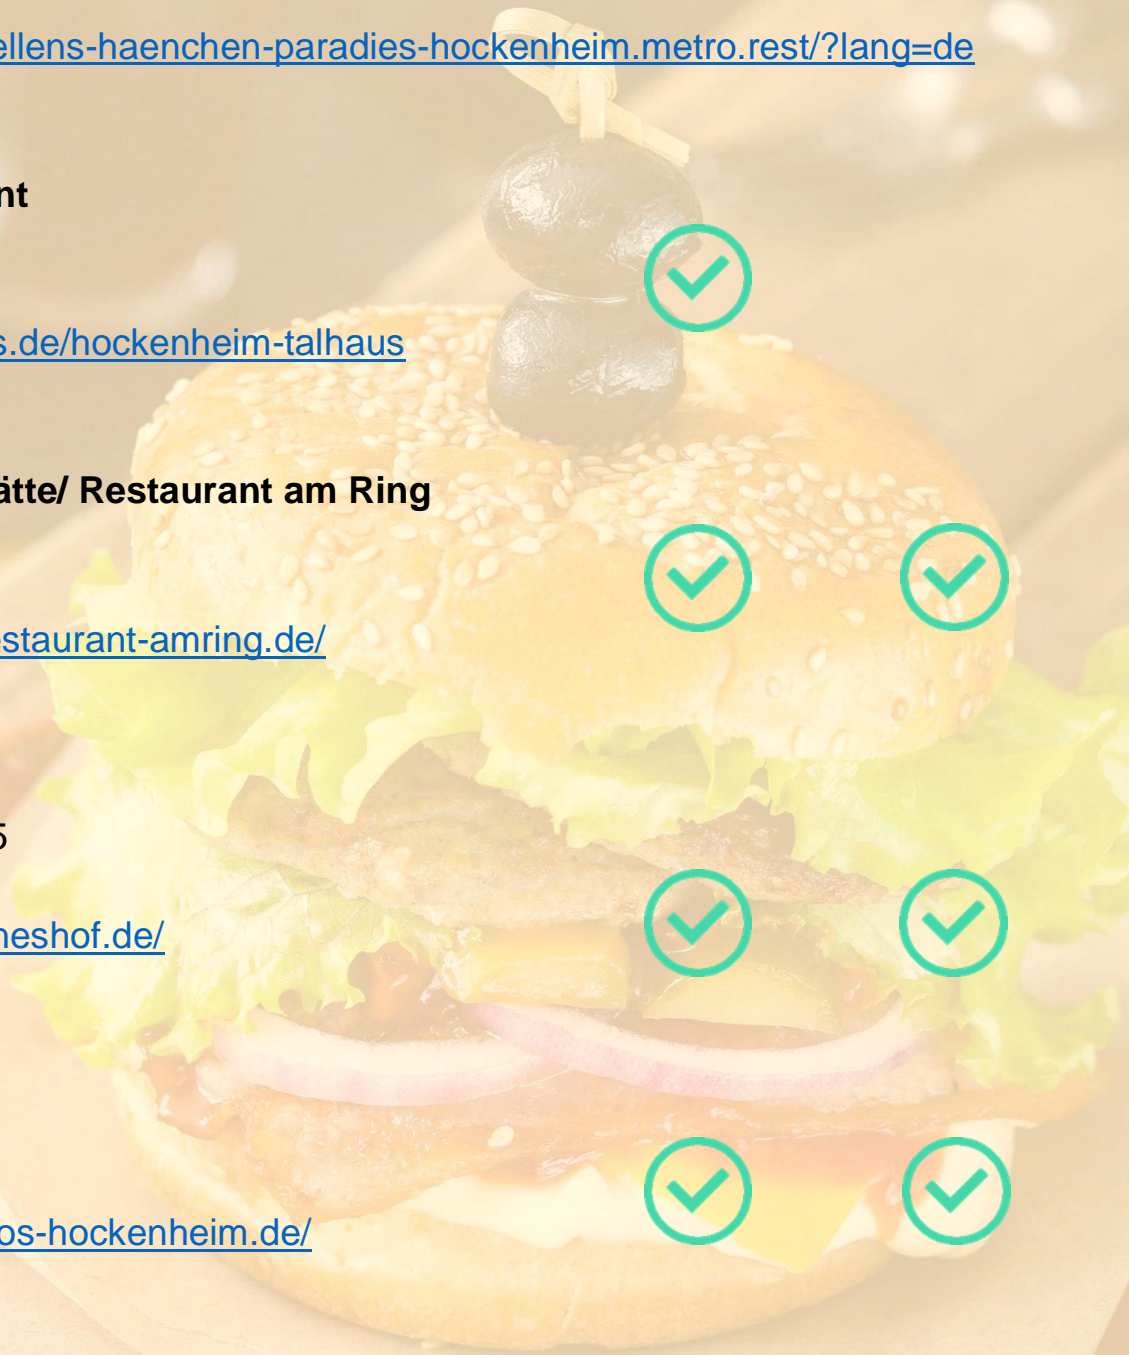 ellens-haenchen-paradies-hockenheim.metro.rest/?lang=de
nt
s.de/hockenheim-talhaus
ätte/ Restaurant am Ring
estaurant-amring.de/
5
neshof.de/
os-hockenheim.de/